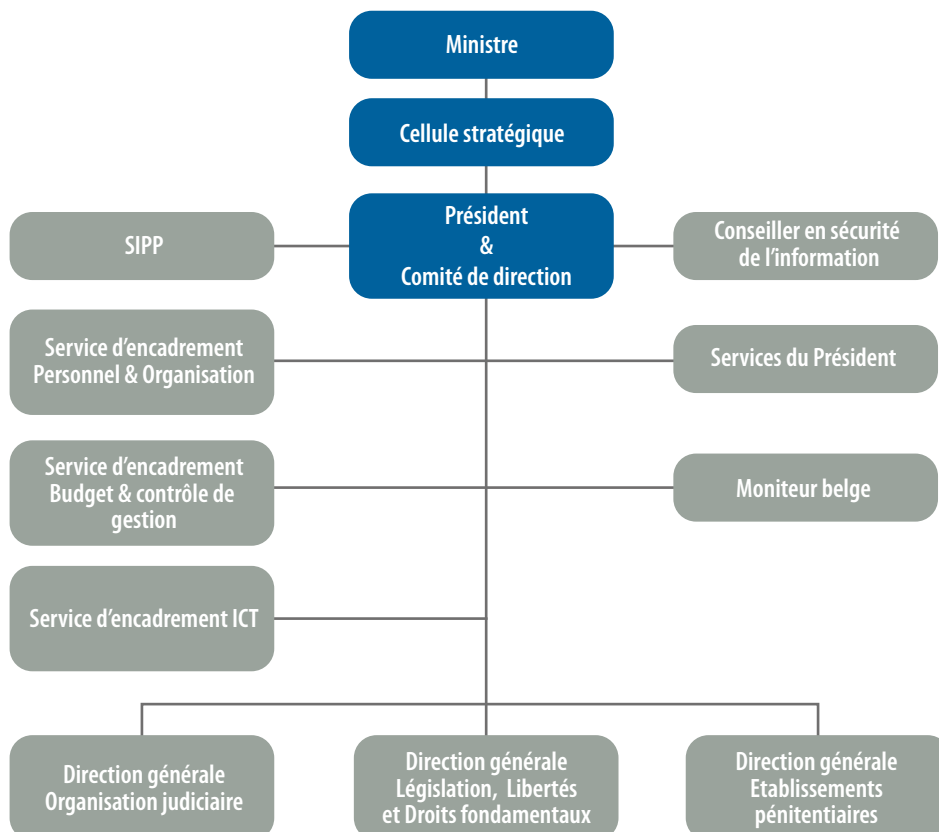 Ministre
Cellule stratégique
Président
&
Comité de direction
SIPP
Conseiller en sécurité
de l'information
Service d'encadrement
Personnel & Organisation
Services du Président
Service d'encadrement
Budget & contrôle de
gestion
Moniteur belge
Service d'encadrement ICT
Direction générale
Organisation judiciaire
Direction générale
Législation, Libertés
et Droits fondamentaux
Direction générale
Etablissements
pénitentiaires